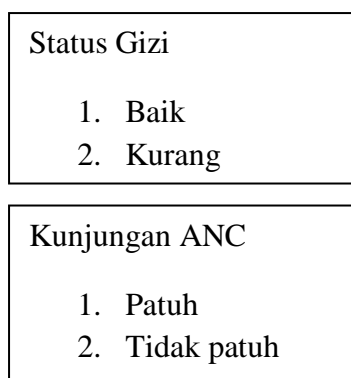 Status Gizi
1. Baik
2. Kurang
Kunjungan ANC
1. Patuh
2. Tidak patuh